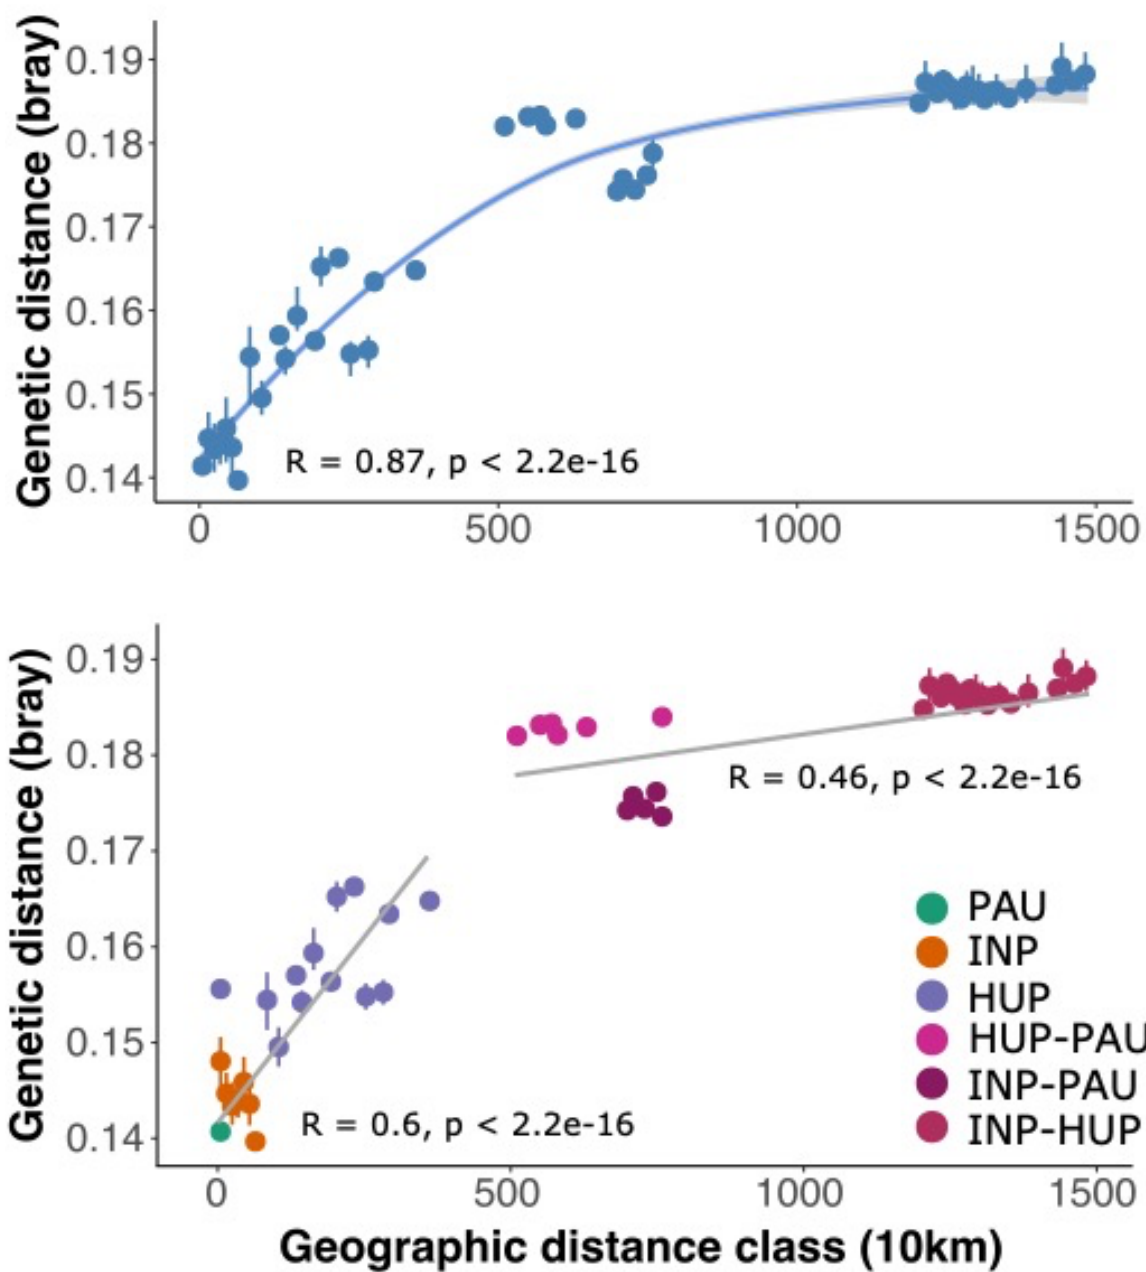 Genetic distance (bray)
0.19
0.18
0.17
0.16
0.15
0.14
R = 0.87, p < 2.2e-16
0 500 1000 1500
Genetic distance (bray)
0.19
0.18
0.17
0.16
0.15
0.14
R = 0.46, p < 2.2e-16
R = 0.6, p < 2.2e-16
PAU
INP
HUP
HUP-PAU
INP-PAU
INP-HUP
0 500 1000 1500
Geographic distance class (10km)